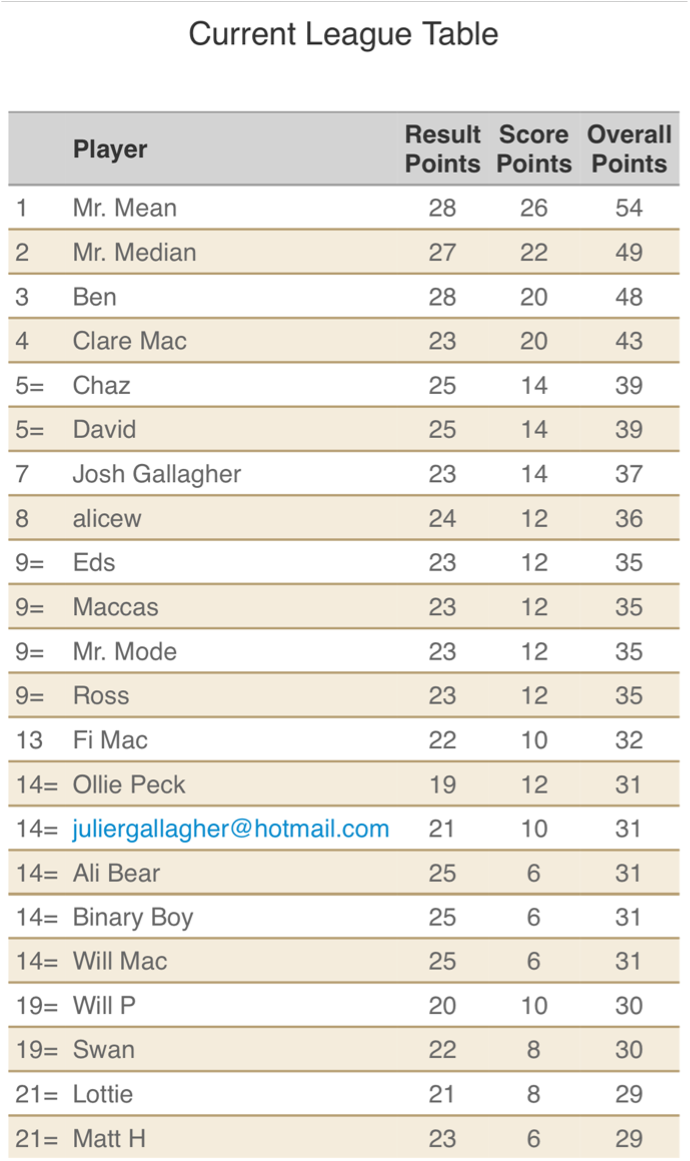 Current League Table
Player Result Points Score Points Overall Points
1 Mr. Mean 28 26 54
2 Mr. Median 27 22 49
3 Ben 28 20 48
4 Clare Mac 23 20 43
5= Chaz 25 14 39
5= David 25 14 39
7 Josh Gallagher 23 14 37
8 alicew 24 12 36
9= Eds 23 12 35
9= Maccas 23 12 35
9= Mr. Mode 23 12 35
9= Ross 23 12 35
13 Fi Mac 22 10 32
14= Ollie Peck 19 12 31
14= juliergallagher@hotmail.com 21 10 31
14= Ali Bear 25 6 31
14= Binary Boy 25 6 31
14= Will Mac 25 6 31
19= Will P 20 10 30
19= Swan 22 8 30
21= Lottie 21 8 29
21= Matt H 23 6 29